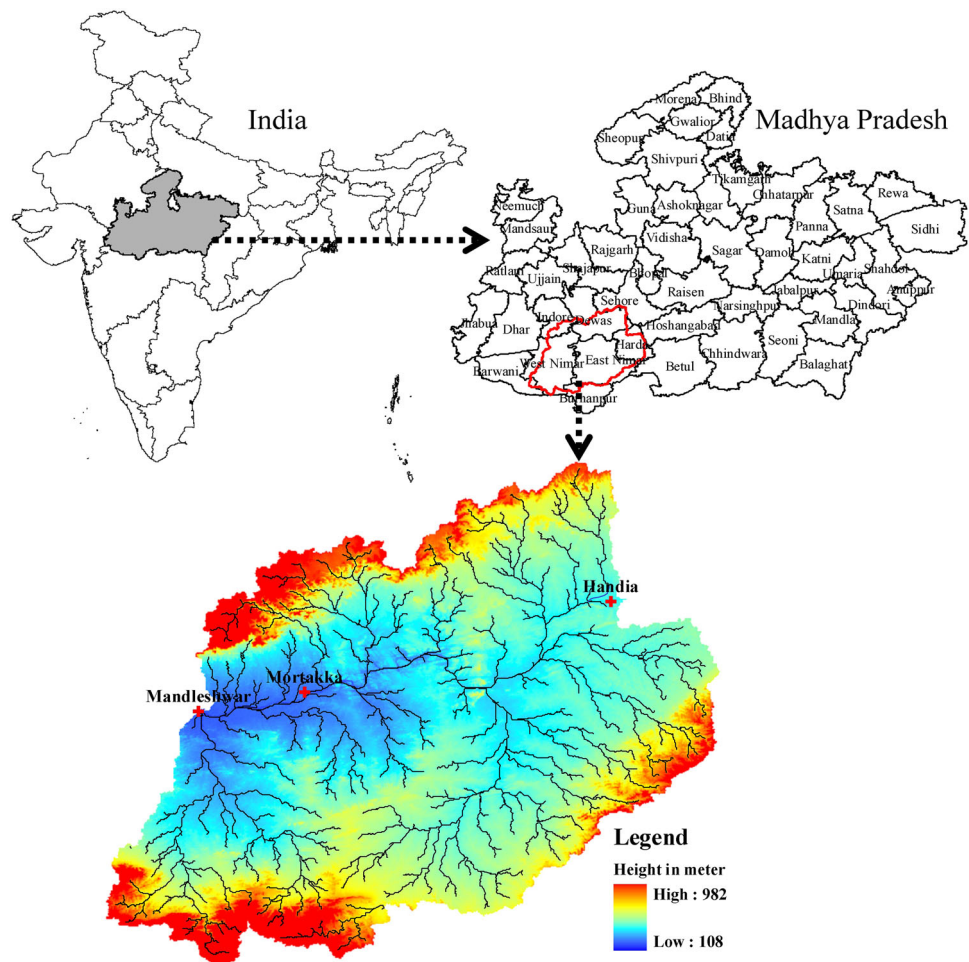 India
Madhya Pradesh
Morena
Bhind
Gwalior
Datia
Sheopur
Shivpuri
Tikamgarh
Chhatarpur
Rewa
Neemuch
Guna
Ashoknagar
Satna
Mandsaur
Panna
Sidhi
Rajgarh
Vidisha
Sagar
Damoh
Katni
Ratlam
Shajapur
Bhopal
Umaria
Shahdol
Ujjain
Raisen
Jabalpur
Anuppur
Sehore
Narsinghpur
Dindori
Jhabua
Dhar
Indore
Dewas
Hoshangabad
Mandla
Harda
Seoni
Barwani
West Nimar
East Nimar
Betul
Chhindwara
Balaghat
Burhanpur
Handia
Mortakka
Mandleshwar
Legend
Height in meter
High : 982
Low : 108